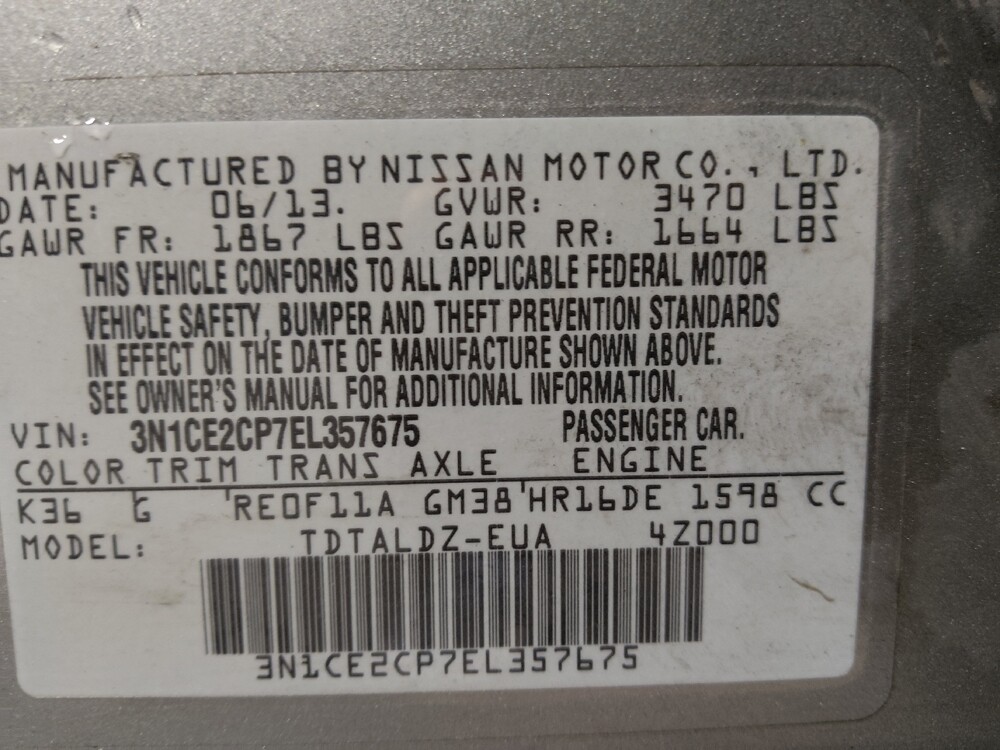 MANUFACTURED BY NISSAN MOTOR CO., LTD.
DATE: 06/13. GVWR: 3470 LBS
GAWR FR: 1867 LBS GAWR RR: 1664 LBS
THIS VEHICLE CONFORMS TO ALL APPLICABLE FEDERAL MOTOR
VEHICLE SAFETY, BUMPER AND THEFT PREVENTION STANDARDS
IN EFFECT ON THE DATE OF MANUFACTURE SHOWN ABOVE.
SEE OWNER'S MANUAL FOR ADDITIONAL INFORMATION.
VIN: 3N1CE2CP7EL357675 PASSENGER CAR.
COLOR TRIM TRANS AXLE ENGINE
K36 G RE0F11A GM38 HR16DE 1598 CC
MODEL: TDTALDZ-EUA 4Z000
3N1CE2CP7EL357675